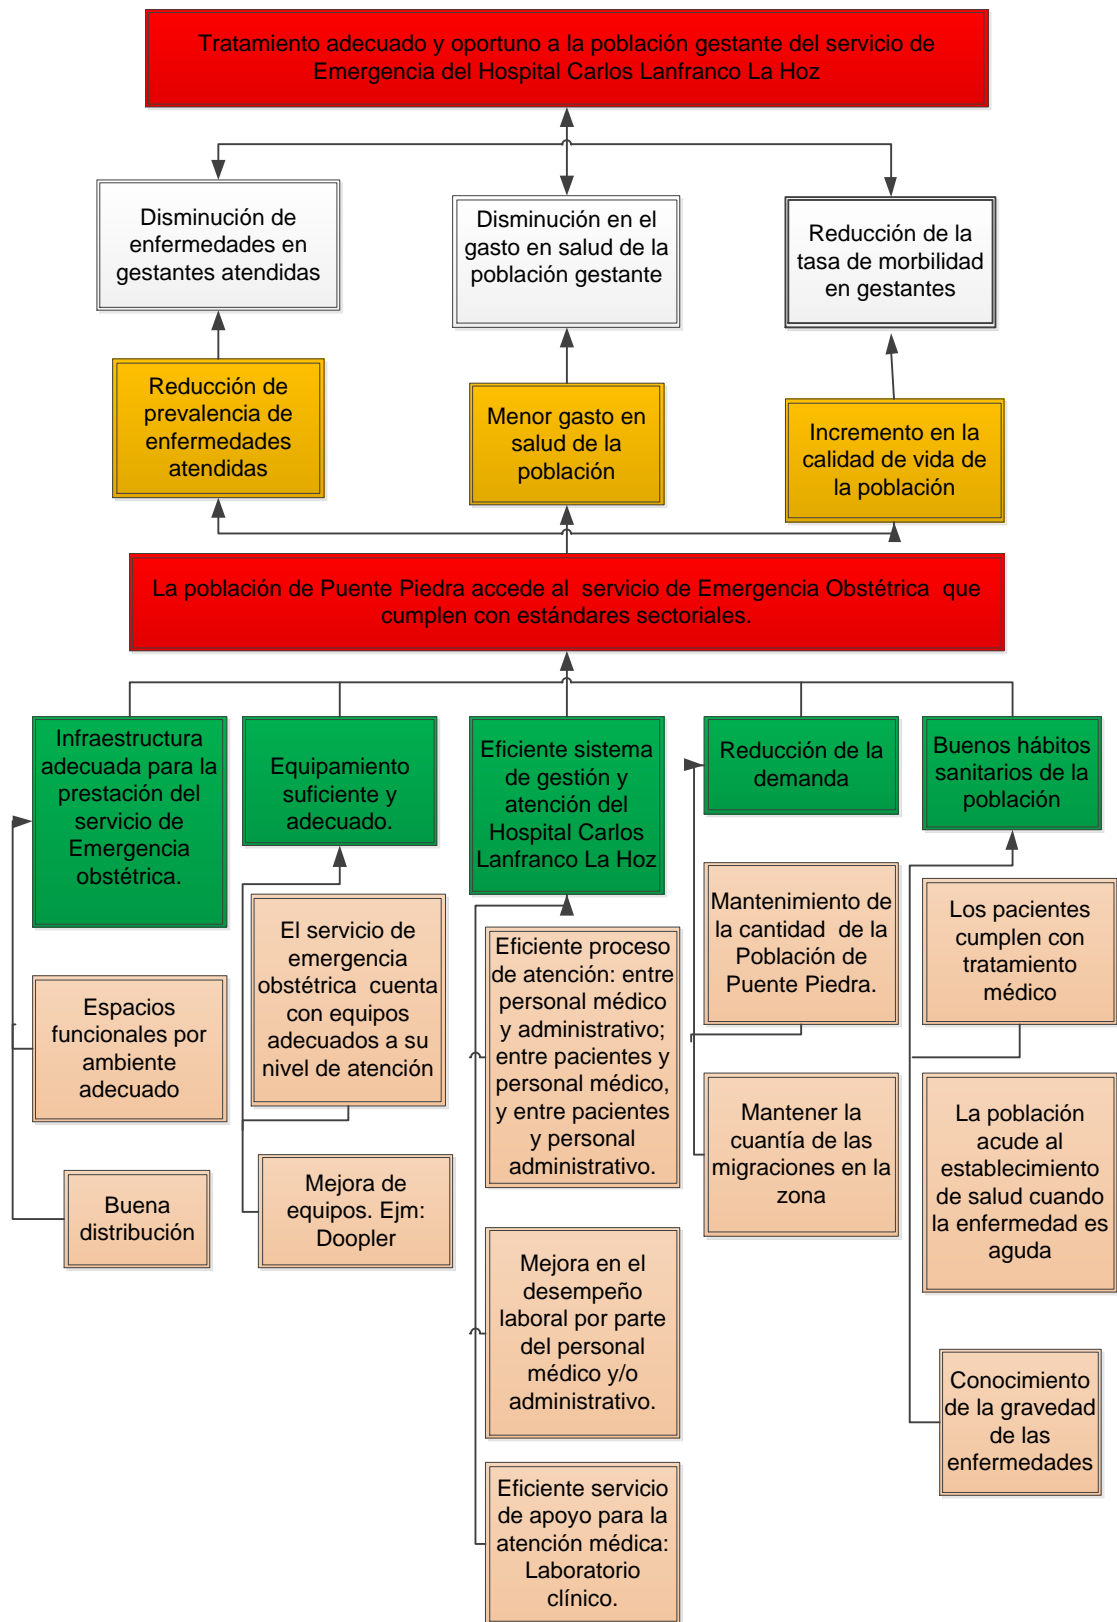 Tratamiento adecuado y oportuno a la población gestante del servicio de
Emergencia del Hospital Carlos Lanfranco La Hoz
Disminución de
enfermedades en
gestantes atendidas
Disminución en el
gasto en salud de la
población gestante
Reducción de la
tasa de morbilidad
en gestantes
Reducción de
prevalencia de
enfermedades
atendidas
Menor gasto en
salud de la
población
Incremento en la
calidad de vida de
la población
La población de Puente Piedra accede al servicio de Emergencia Obstétrica que
cumplen con estándares sectoriales.
Infraestructura
adecuada para la
prestación del
servicio de
Emergencia
obstétrica.
Equipamiento
suficiente y
adecuado.
Eficiente sistema
de gestión y
atención del
Hospital Carlos
Lanfranco La Hoz
Reducción de la
demanda
Buenos hábitos
sanitarios de la
población
Espacios
funcionales por
ambiente
adecuado
Buena
distribución
El servicio de
emergencia
obstétrica cuenta
con equipos
adecuados a su
nivel de atención
Mejora de
equipos. Ejm:
Doopler
Eficiente proceso
de atención: entre
personal médico
y administrativo;
entre pacientes y
personal médico,
y entre pacientes
y personal
administrativo.
Mejora en el
desempeño
laboral por parte
del personal
médico y/o
administrativo.
Eficiente servicio
de apoyo para la
atención médica:
Laboratorio
clínico.
Mantenimiento de
la cantidad de la
Población de
Puente Piedra.
Mantener la
cuantía de las
migraciones en la
zona
Los pacientes
cumplen con
tratamiento
médico
La población
acude al
establecimiento
de salud cuando
la enfermedad es
aguda
Conocimiento
de la gravedad
de las
enfermedades